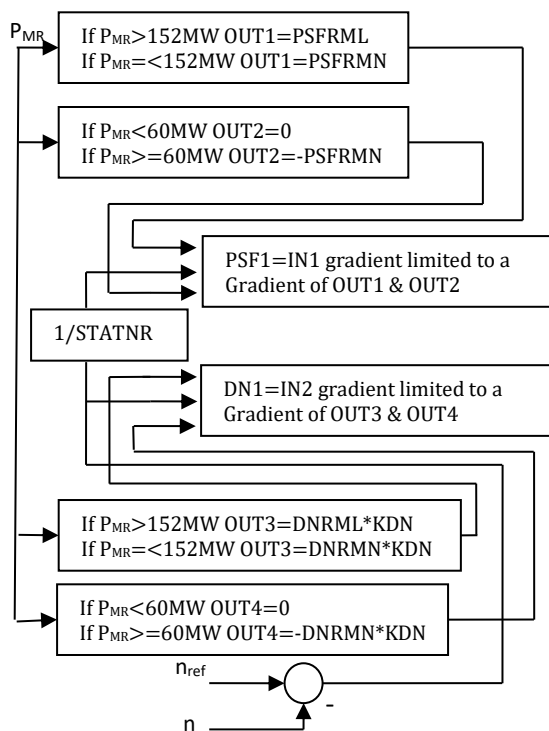 P_MR
If P_MR>152MW OUT1=PSFRML
If P_MR=<152MW OUT1=PSFRMN
If P_MR<60MW OUT2=0
If P_MR>=60MW OUT2=-PSFRMN
PSF1=IN1 gradient limited to a
Gradient of OUT1 & OUT2
1/STATNR
DN1=IN2 gradient limited to a
Gradient of OUT3 & OUT4
If P_MR>152MW OUT3=DNRML*KDN
If P_MR=<152MW OUT3=DNRMN*KDN
If P_MR<60MW OUT4=0
If P_MR>=60MW OUT4=-DNRMN*KDN
n_ref
-
n